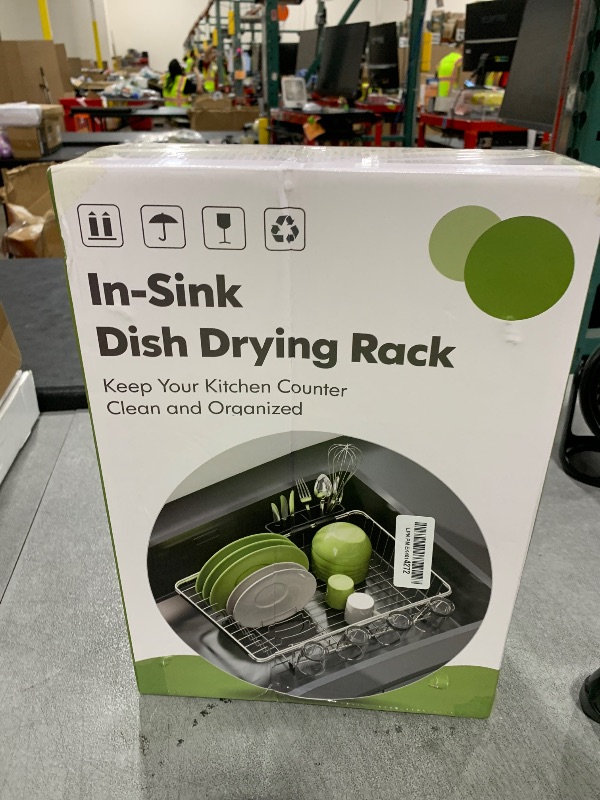 In-Sink
Dish Drying Rack
Keep Your Kitchen Counter
Clean and Organized